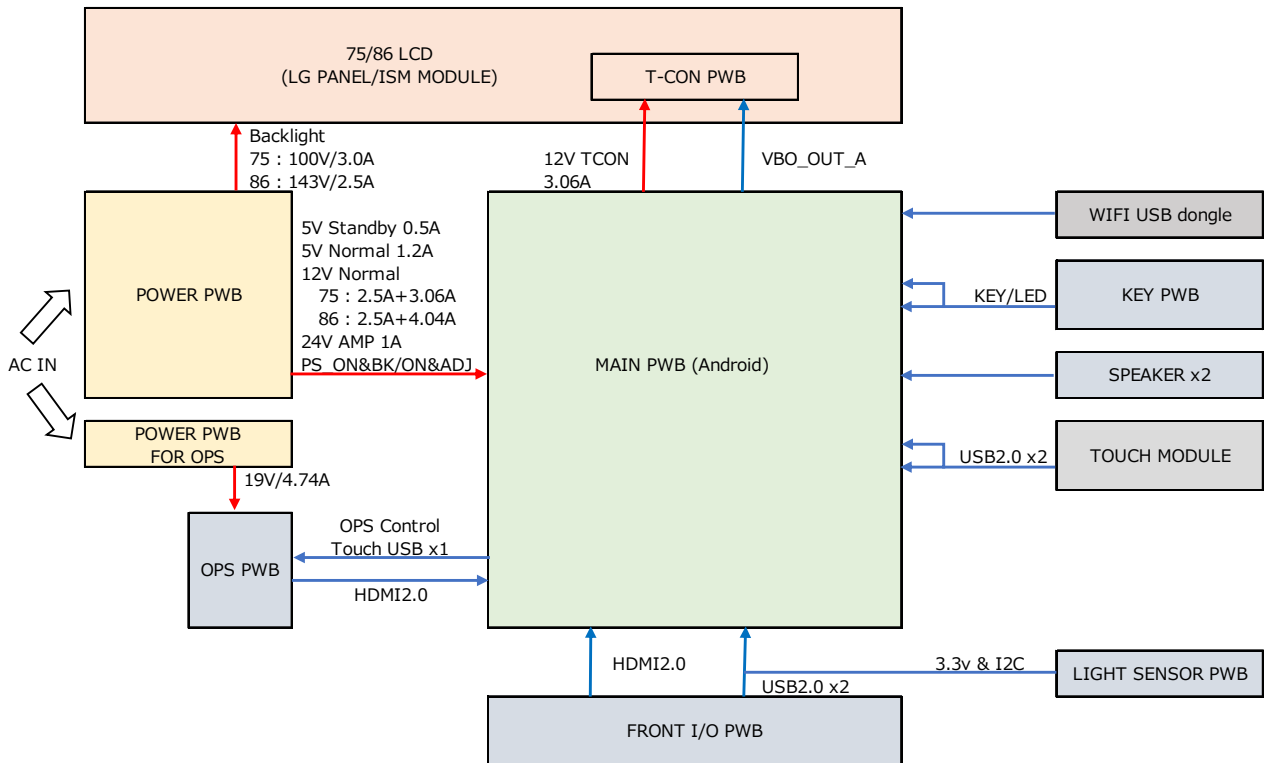 75/86 LCD
(LG PANEL/ISM MODULE)
T-CON PWB
Backlight
75 : 100V/3.0A
86 : 143V/2.5A
12V TCON
3.06A
VBO_OUT_A
POWER PWB
5V Standby 0.5A
5V Normal 1.2A
12V Normal
75 : 2.5A+3.06A
86 : 2.5A+4.04A
24V AMP 1A
PS_ON&BK/ON&ADJ
MAIN PWB (Android)
WIFI USB dongle
KEY/LED
KEY PWB
SPEAKER x2
USB2.0 x2
TOUCH MODULE
AC IN
POWER PWB
FOR OPS
19V/4.74A
OPS PWB
OPS Control
Touch USB x1
HDMI2.0
HDMI2.0
USB2.0 x2
3.3v & I2C
LIGHT SENSOR PWB
FRONT I/O PWB